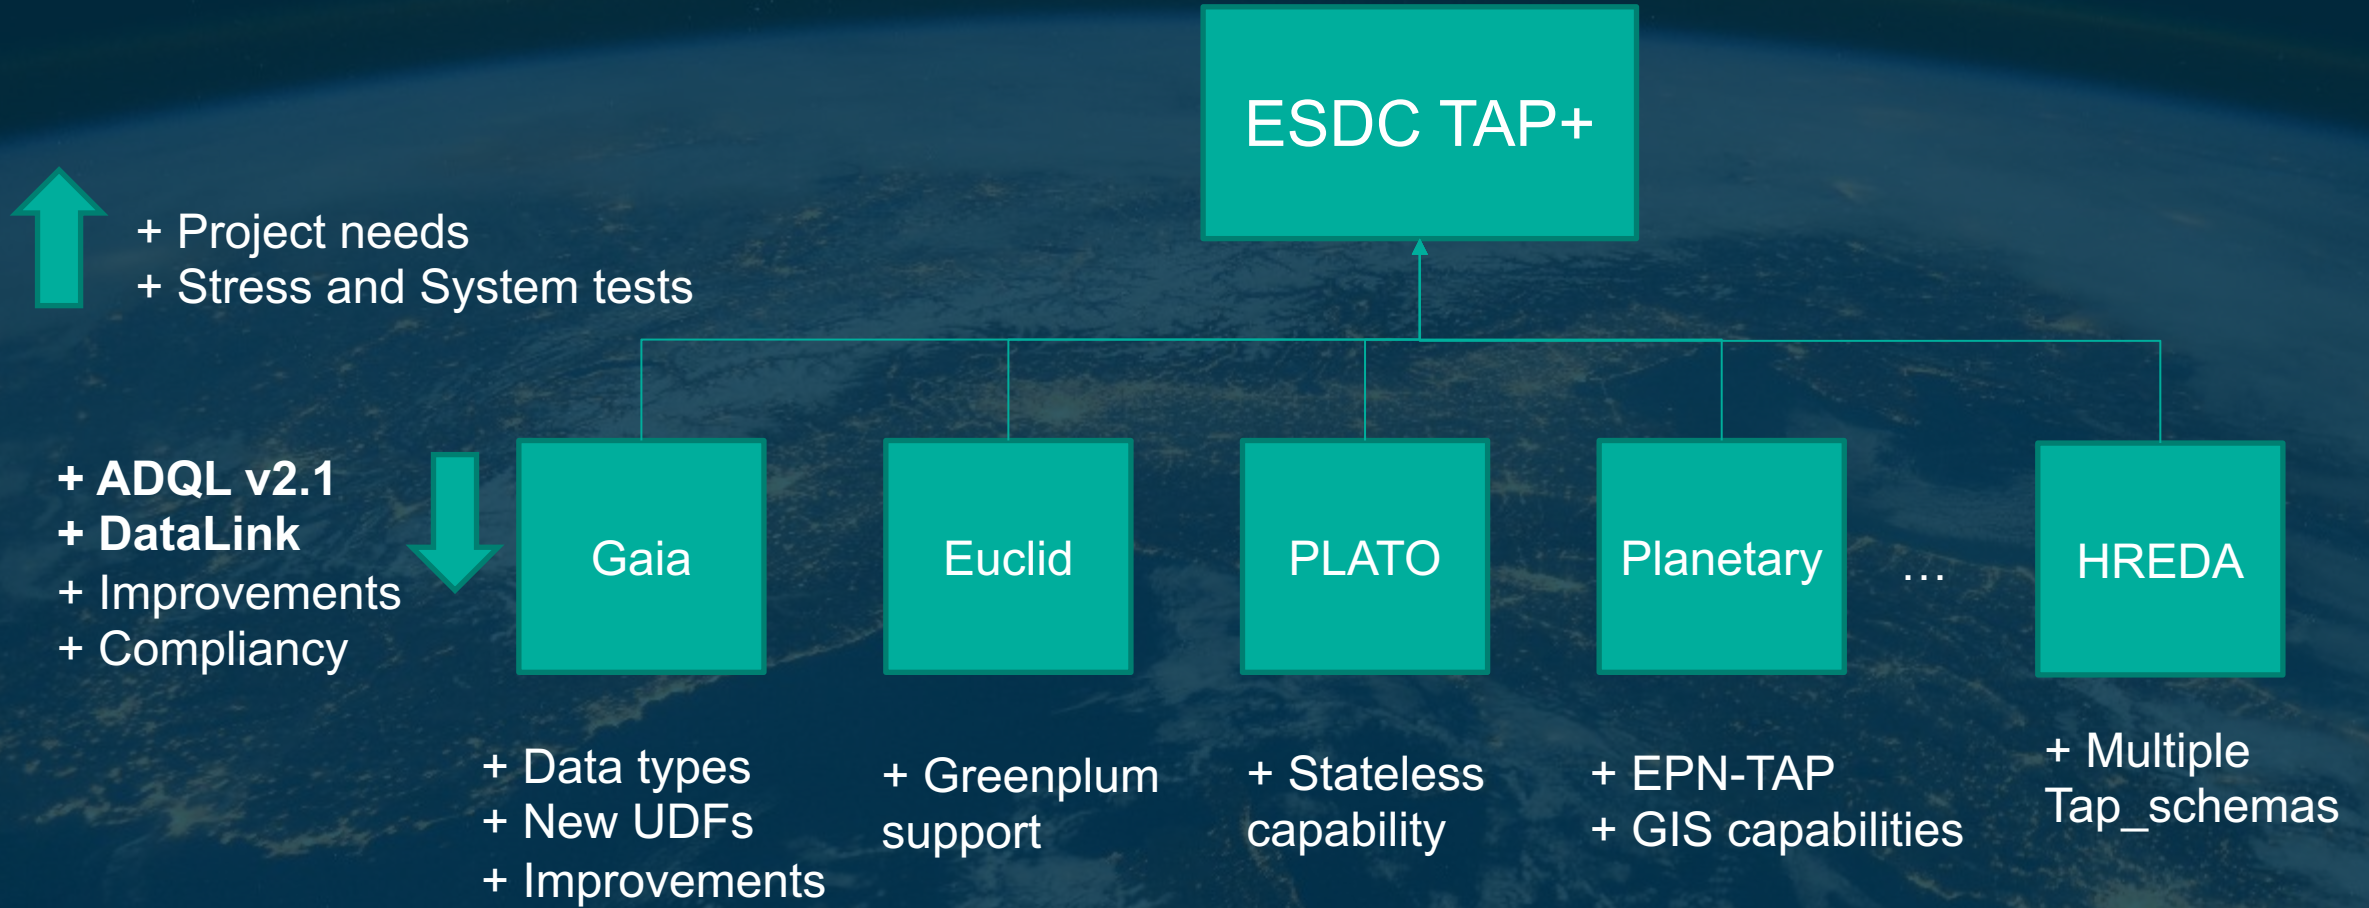 ESDC TAP+
+ Project needs
+ Stress and System tests
+ ADQL v2.1
+ DataLink
+ Improvements
+ Compliancy
Gaia
Euclid
PLATO
Planetary
...
HREDA
+ Data types
+ New UDFs
+ Improvements
+ Greenplum
support
+ Stateless
capability
+ EPN-TAP
+ GIS capabilities
+ Multiple
Tap_schemas